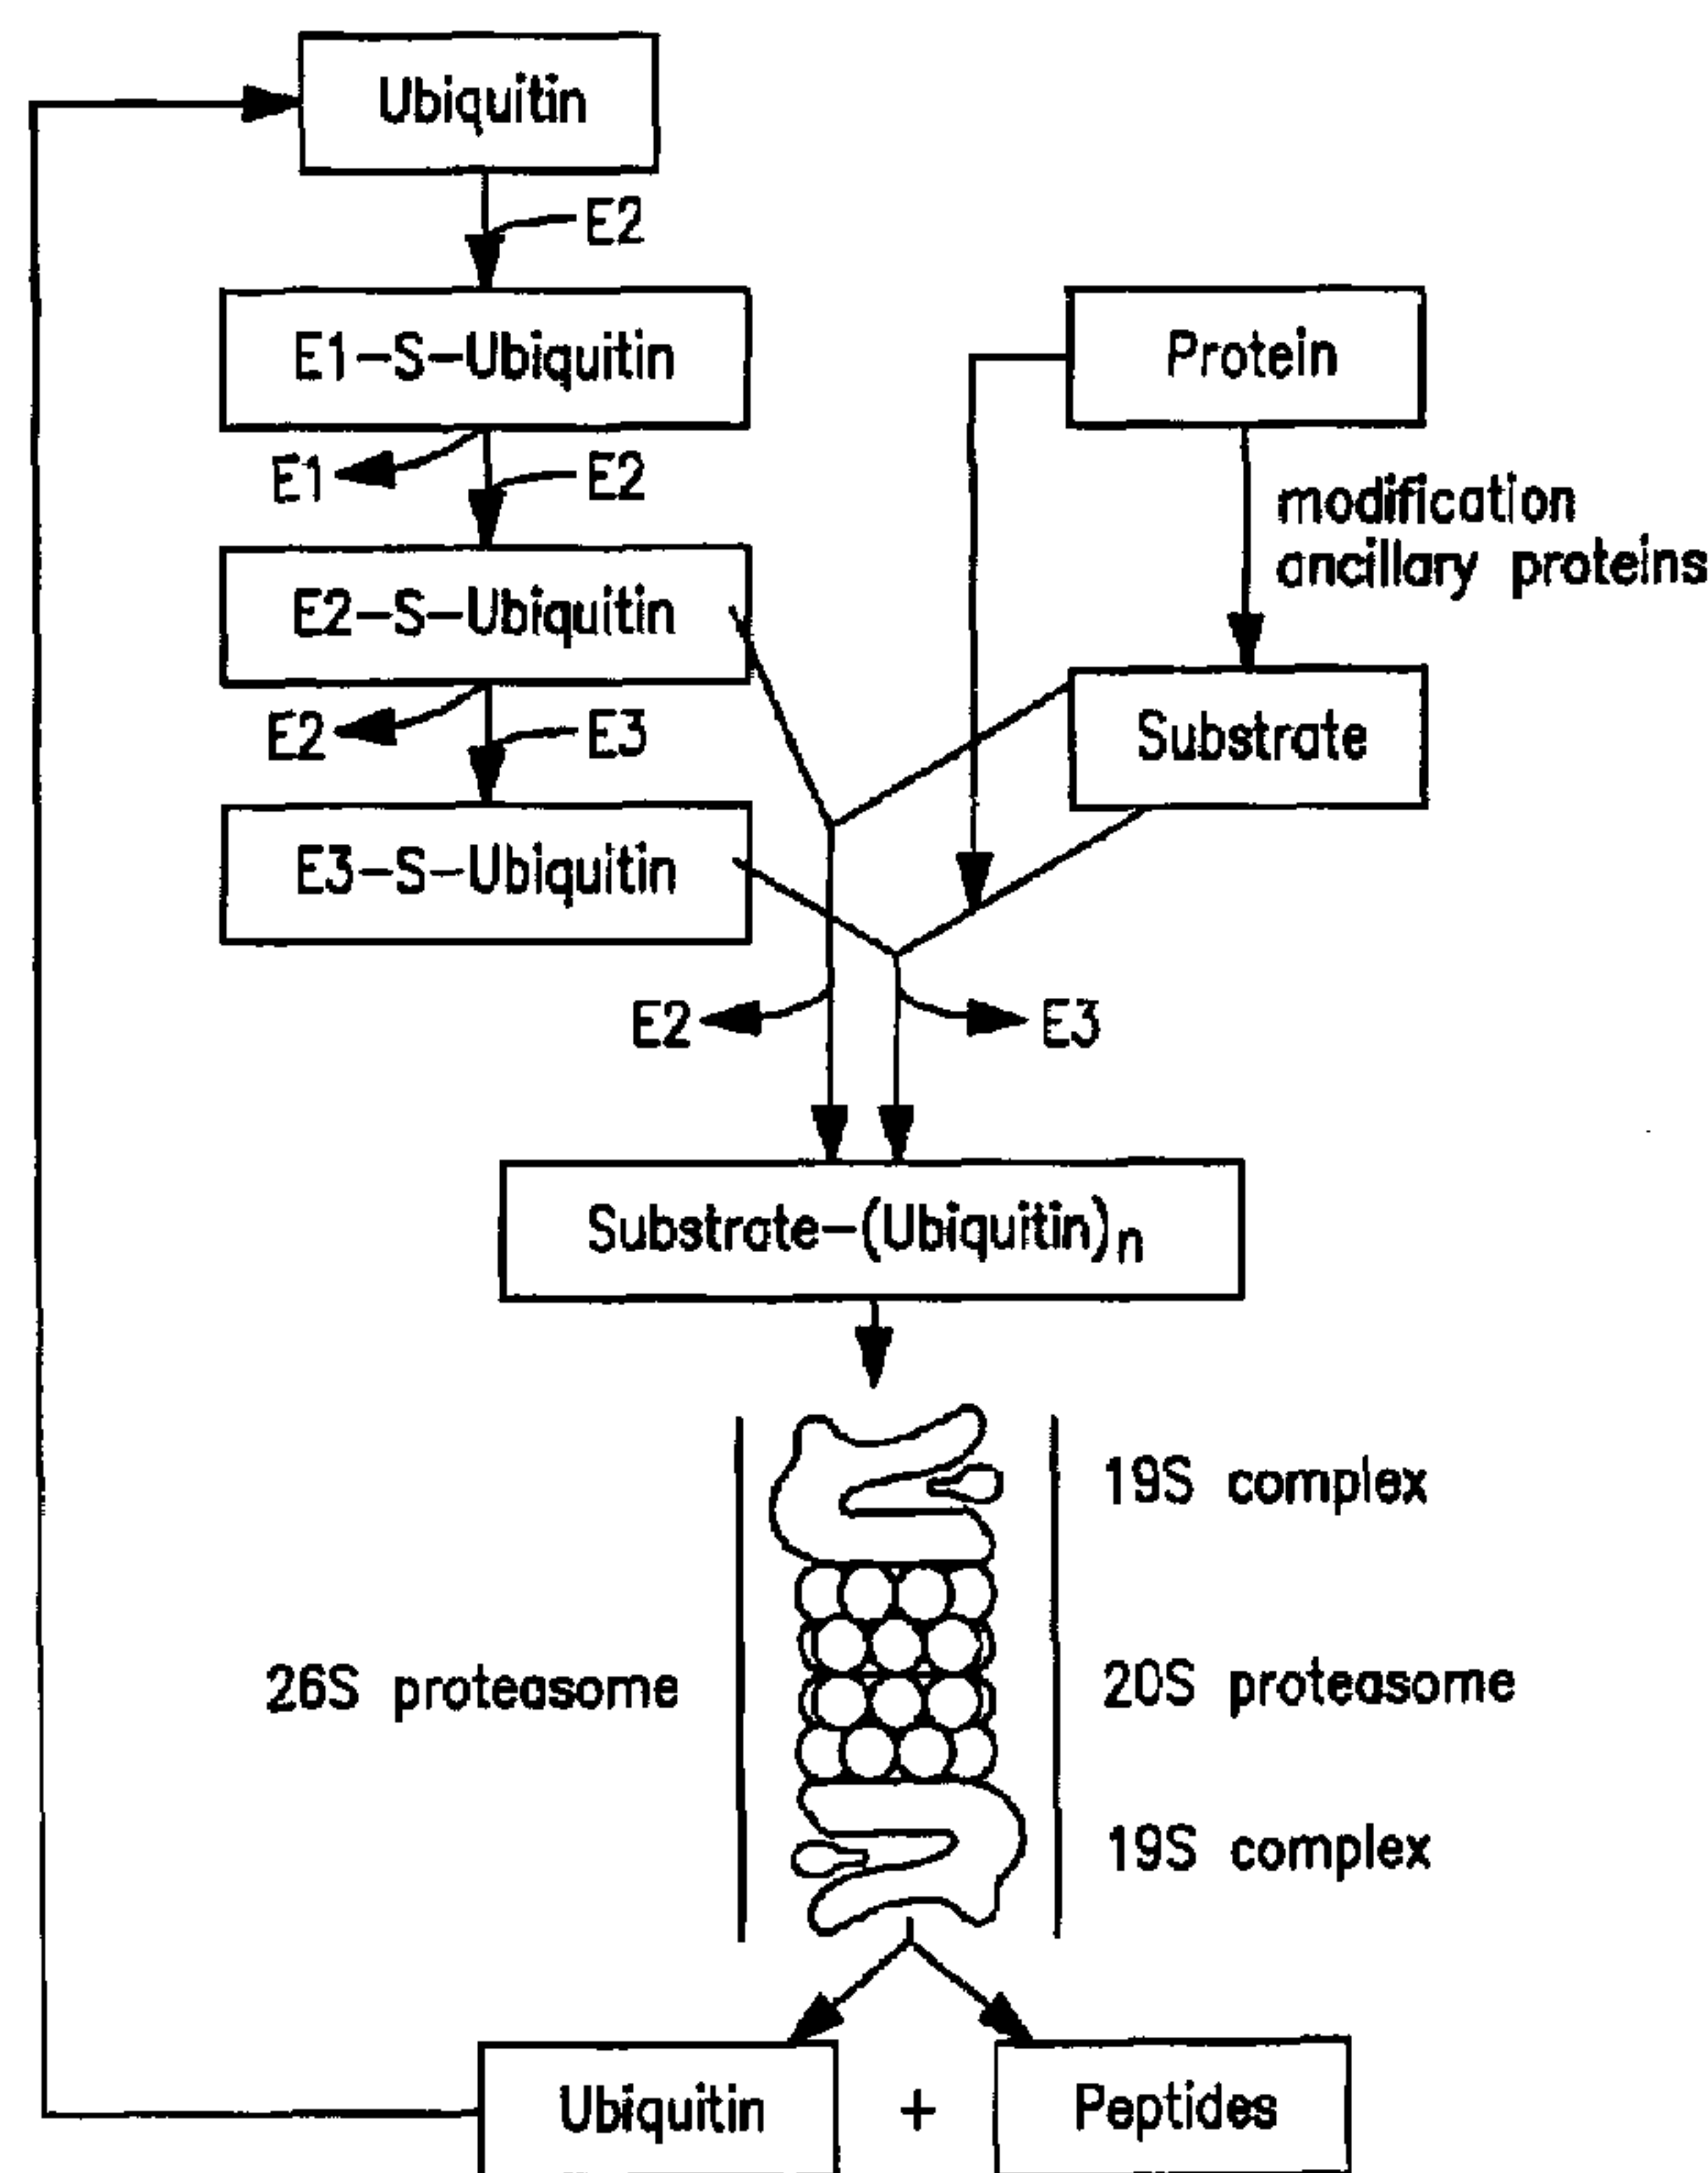 Ubiquitin
E2
E1-S-Ubiquitin
Protein
E1
E2
modification
ancillary proteins
E2-S-Ubiquitin
E2
E3
Substrate
E3-S-Ubiquitin
E2
E3
Substrate-(Ubiquitin)n
19S complex
26S proteasome
20S proteasome
19S complex
Ubiquitin
+
Peptides